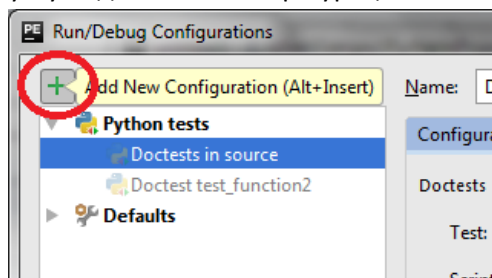 PE Run/Debug Configurations
Add New Configuration (Alt+Insert)
Name: D
Python tests
Configura
Doctests in source
Doctest test_function2
Doctests
Defaults
Test: